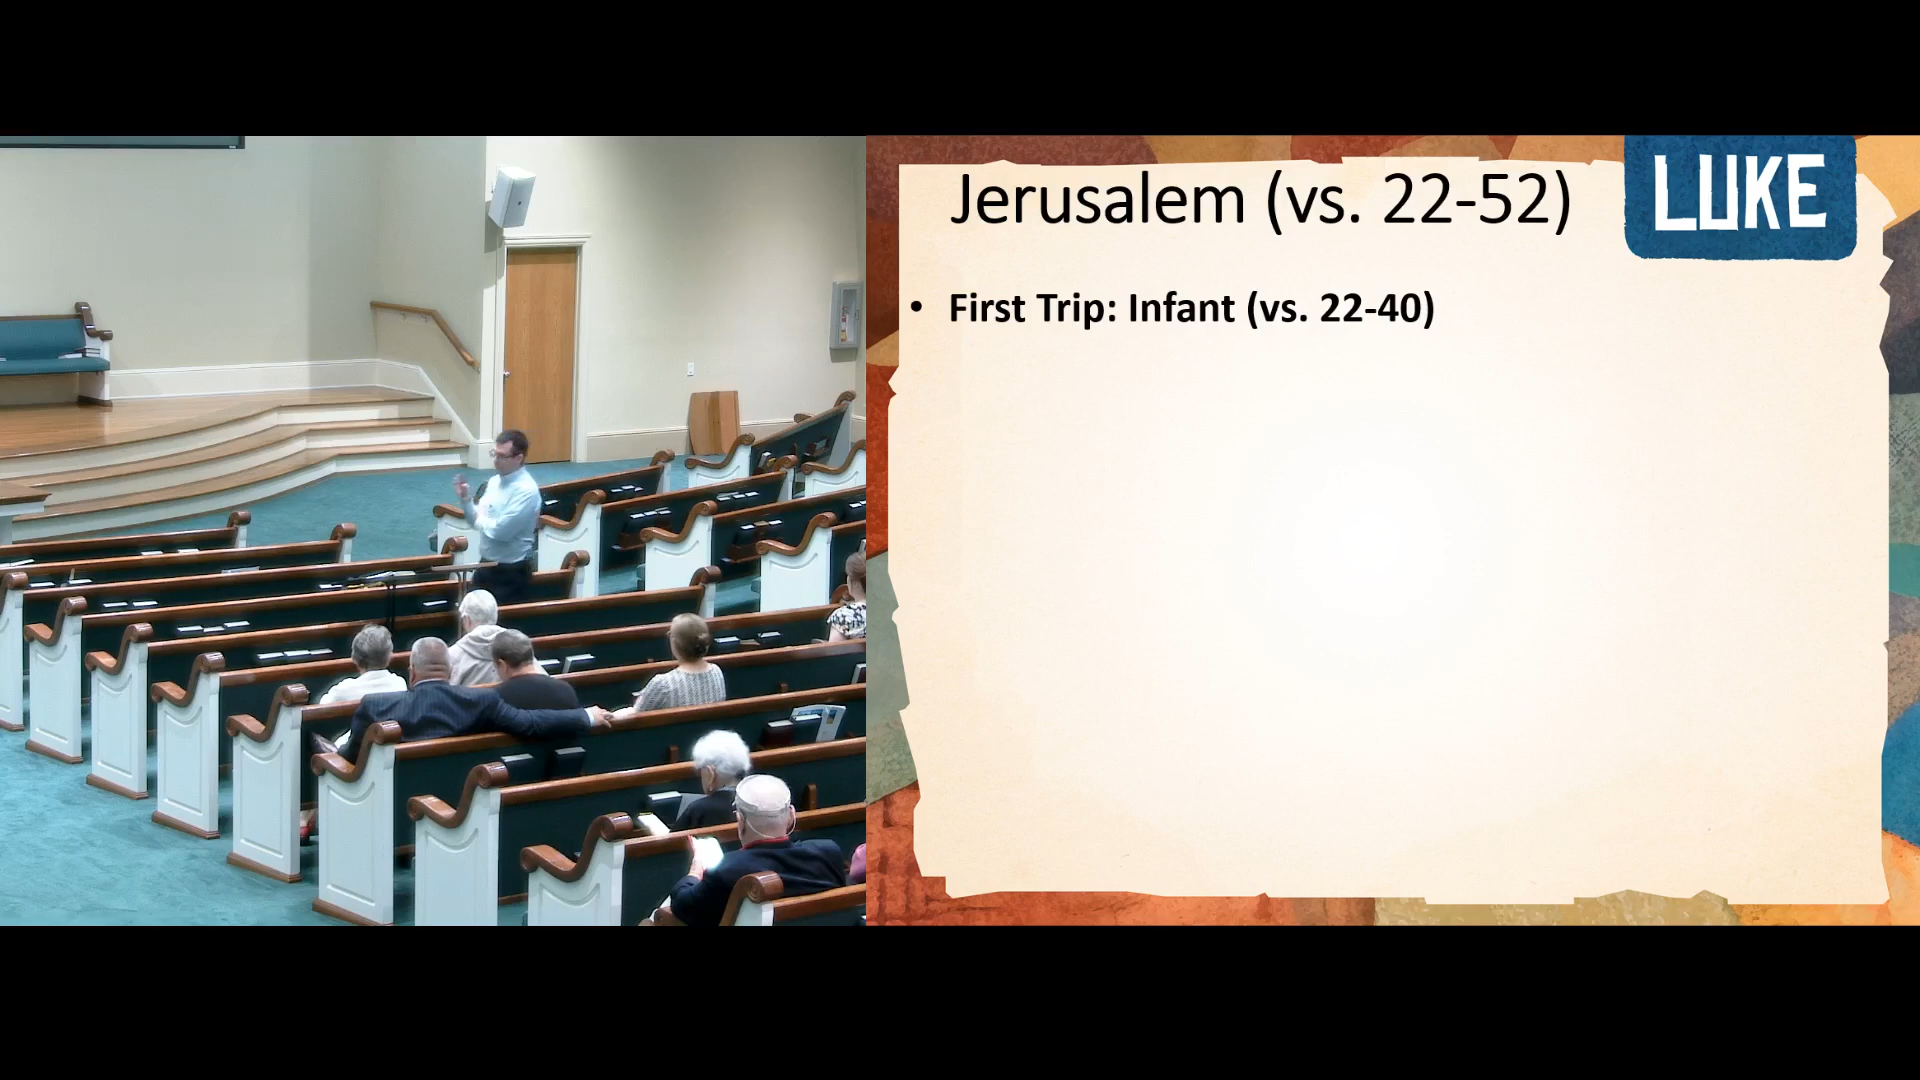 Jerusalem (vs. 22-52)
LUKE
• First Trip: Infant (vs. 22-40)